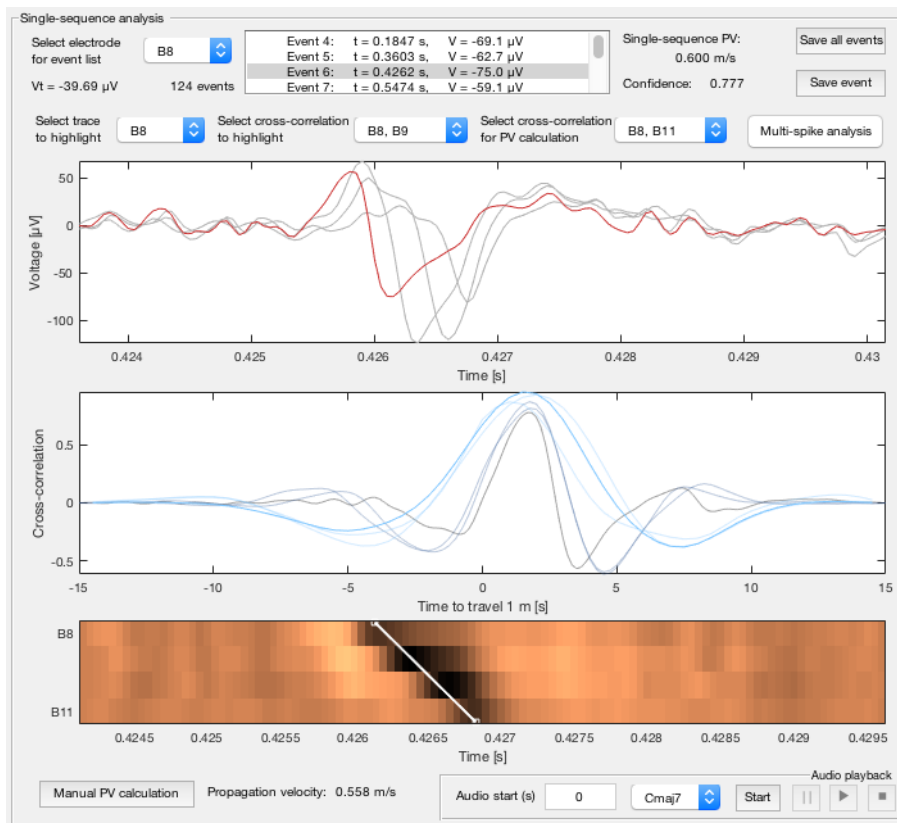 Single-sequence analysis
Select electrode
for event list
B8
Event 4: t = 0.1847 s, V = -69.1 µV
Event 5: t = 0.3603 s, V = -62.7 µV
Event 6: t = 0.4262 s, V = -75.0 µV
Event 7: t = 0.5474 s, V = -59.1 µV
Single-sequence PV:
0.600 m/s
Save all events
Vt = -39.69 µV 124 events
Confidence: 0.777
Save event
Select trace
to highlight
B8
Select cross-correlation
to highlight
B8, B9
Select cross-correlation
for PV calculation
B8, B11
Multi-spike analysis
Voltage [µV]
50
0
-50
-100
0.424 0.425 0.426 0.427 0.428 0.429 0.43
Time [s]
Cross-correlation
0.5
0
-0.5
-15 -10 -5 0 5 10 15
Time to travel 1 m [s]
B8
B11
0.4245 0.425 0.4255 0.426 0.4265 0.427 0.4275 0.428 0.4285 0.429 0.4295
Time [s]
Manual PV calculation
Propagation velocity: 0.558 m/s
Audio playback
Audio start (s) 0 Cmaj7 Start